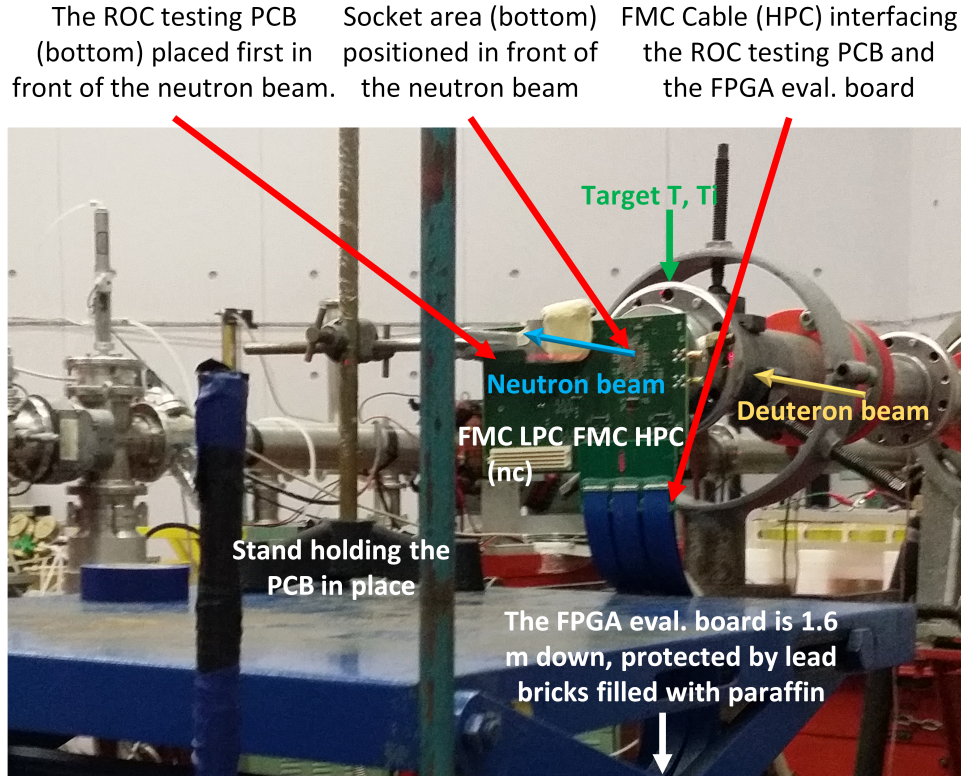 The ROC testing PCB
(bottom) placed first in
front of the neutron beam.
Socket area (bottom)
positioned in front of
the neutron beam
FMC Cable (HPC) interfacing
the ROC testing PCB and
the FPGA eval. board
Target T, Ti
Neutron beam
Deuteron beam
FMC LPC
(nc)
FMC HPC
Stand holding the
PCB in place
The FPGA eval. board is 1.6
m down, protected by lead
bricks filled with paraffin